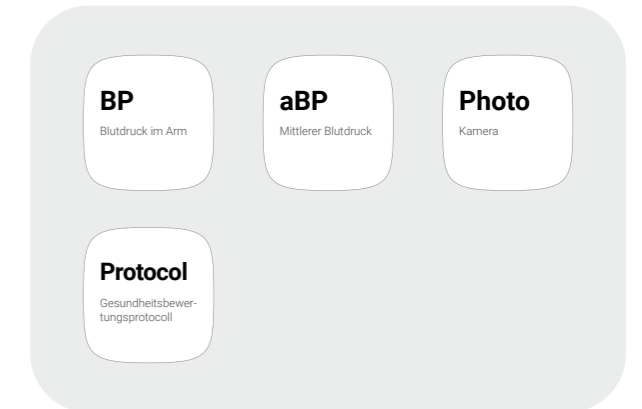 BP
Blutdruck im Arm
aBP
Mittlerer Blutdruck
Photo
Kamera
Protocol
Gesundheitsbewer-
tungsprotocoll